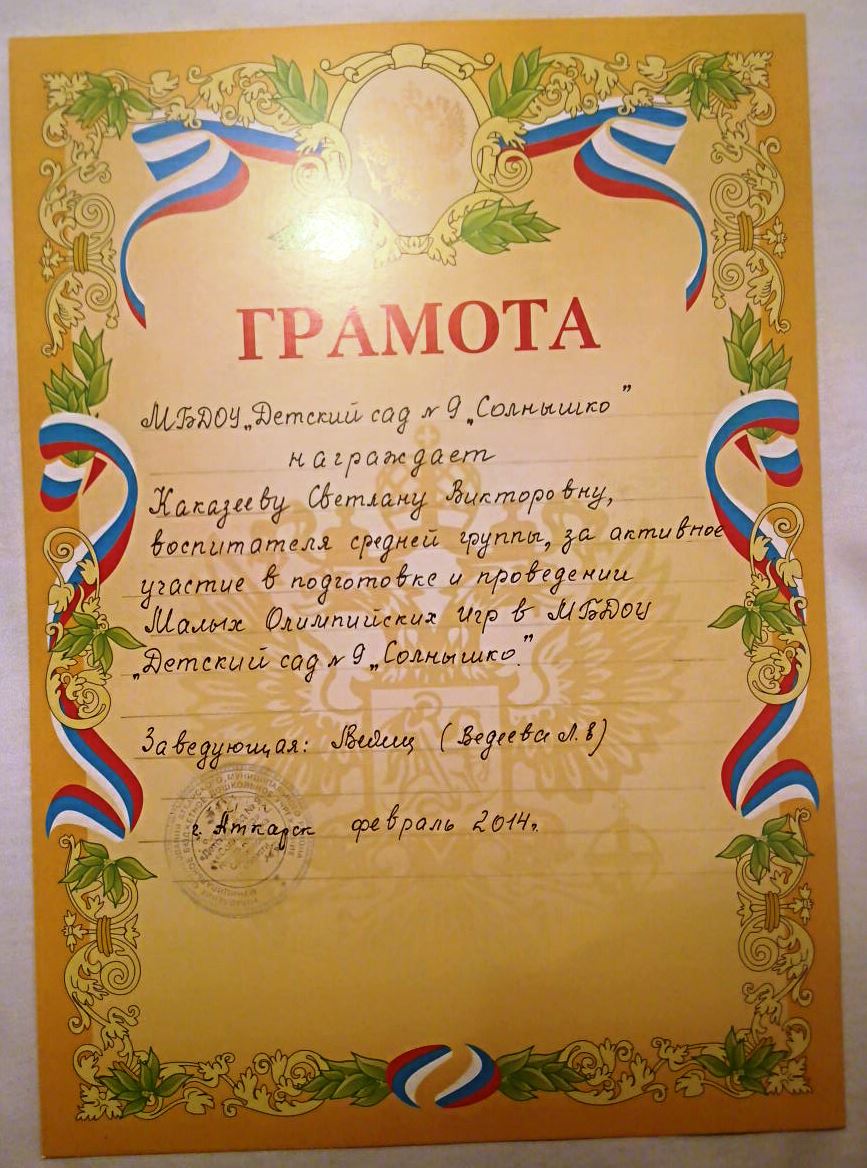 ГРАМОТА
МБДОУ „Детский сад № 9 „Солнышко”
награждает
Каказееву Светлану Викторовну,
воспитателя средней группы, за активное
участие в подготовке и проведении
Малых Олимпийских Игр в МБДОУ
„Детский сад № 9 „Солнышко”.
Заведующая: (Ведеева Л.В)
г. Аткарск февраль 2014г.